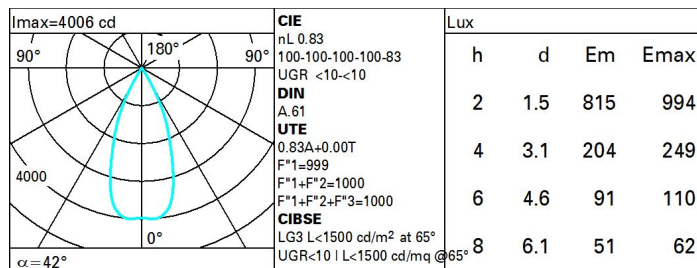 Imax=4006 cd
90° 180° 90°
4000
0°
α=42°
CIE
nL 0.83
100-100-100-100-83
UGR <10-<10
DIN
A.61
UTE
0.83A+0.00T
F"1=999
F"1+F"2=1000
F"1+F"2+F"3=1000
CIBSE
LG3 L<1500 cd/m² at 65°
UGR<10 | L<1500 cd/mq @65°
Lux
h d Em Emax
2 1.5 815 994
4 3.1 204 249
6 4.6 91 110
8 6.1 51 62